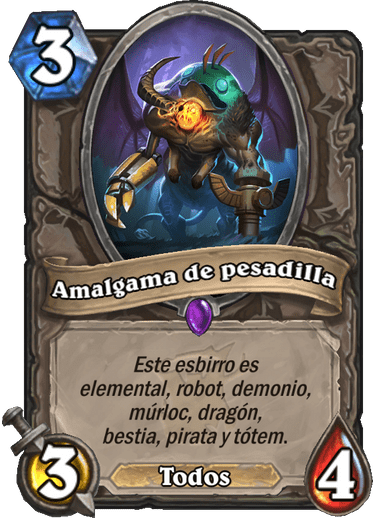 3
Amalgama de pesadilla
Este esbirro es
elemental, robot, demonio,
múrloc, dragón,
bestia, pirata y tótem.
3
Todos
4